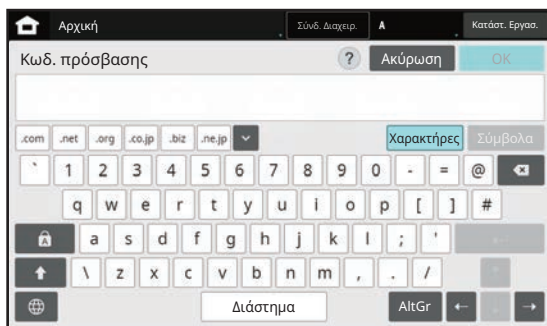 Αρχική Σύνδ. Διαχειρ. A Κατάστ. Εργασ.
Κωδ. πρόσβασης ? Ακύρωση OK
.com .net .org .co.jp .biz .ne.jp Χαρακτήρες Σύμβολα
` 1 2 3 4 5 6 7 8 9 0 - = @
q w e r t y u i o p [ ] #
A a s d f g h j k l ; '
\ z x c v b n m , . /
Διάστημα AltGr ← ↓ →